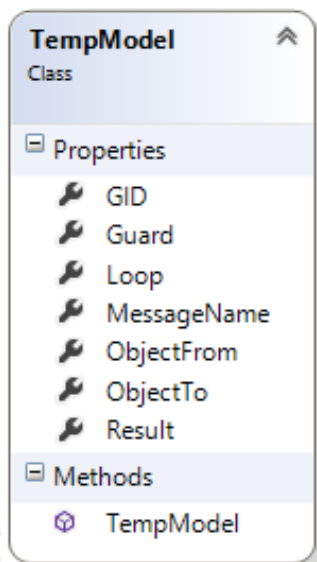 TempModel
Class
Properties
GID
Guard
Loop
MessageName
ObjectFrom
ObjectTo
Result
Methods
TempModel